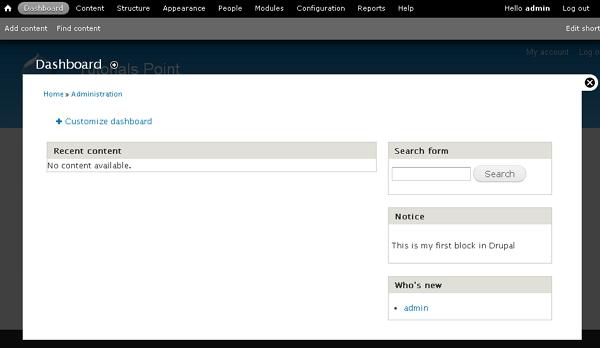 Dashboard Content Structure Appearance People Modules Configuration Reports Help Hello admin Log out
Add content Find content Edit short
My account Log o
Tutorials Point
Dashboard
Home » Administration
Customize dashboard
Recent content
No content available.
Search form
Search
Notice
This is my first block in Drupal
Who's new
admin